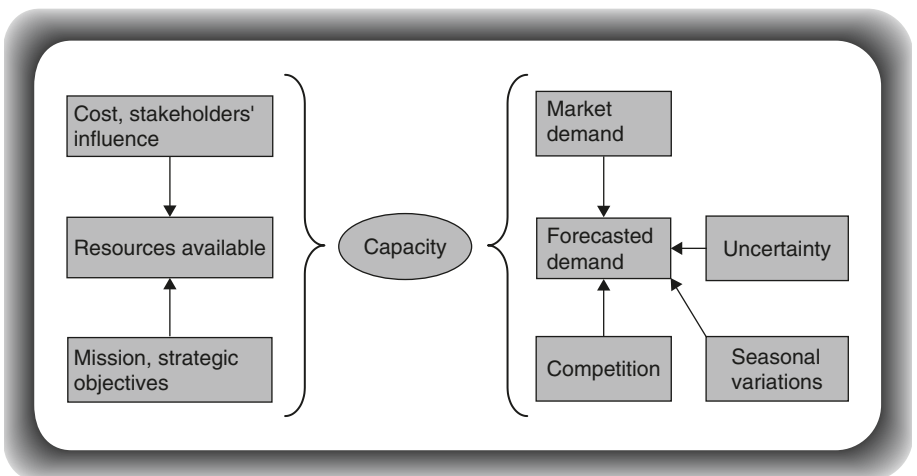 Cost, stakeholders'
influence
Resources available
Mission, strategic
objectives
Capacity
Market
demand
Forecasted
demand
Uncertainty
Competition
Seasonal
variations